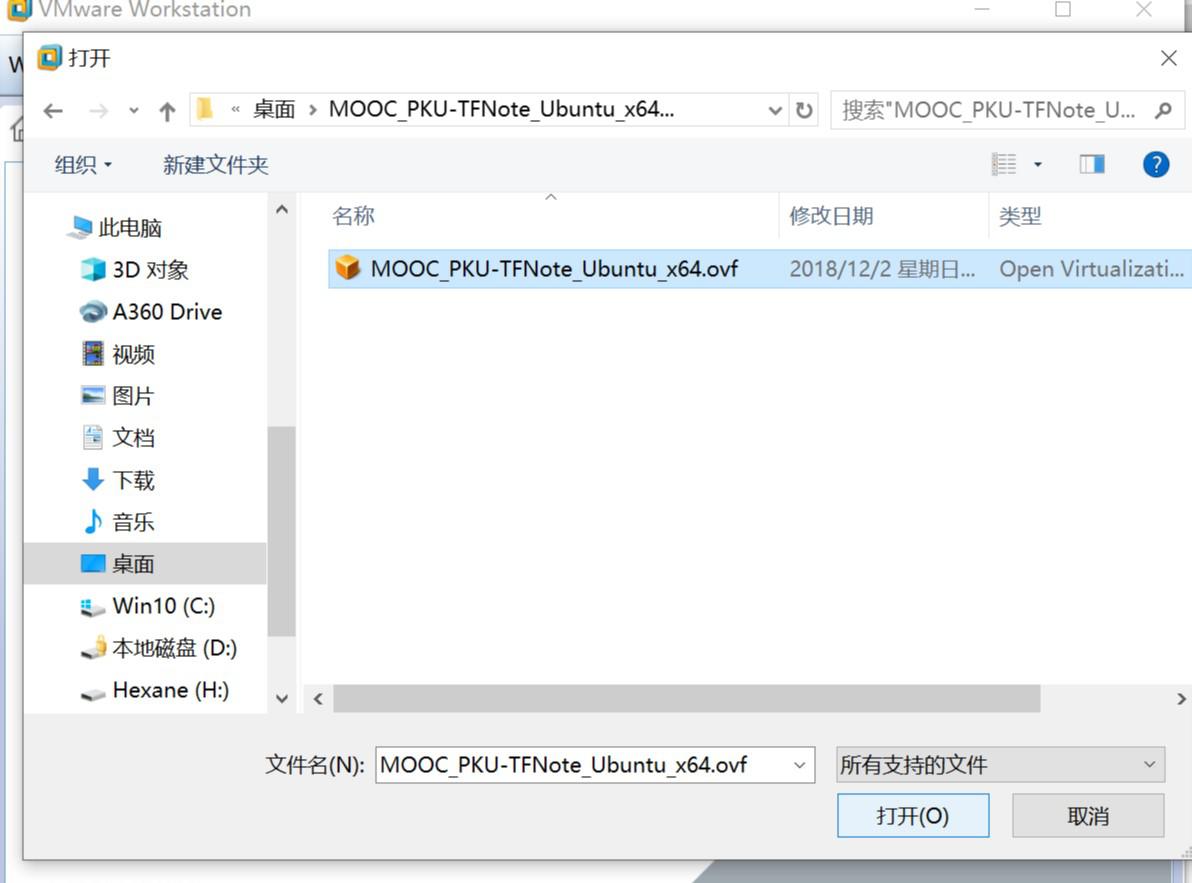 VMware Workstation
打开
« 桌面 > MOOC_PKU-TFNote_Ubuntu_x64...
搜索"MOOC_PKU-TFNote_U...
组织
新建文件夹
名称
修改日期
类型
MOOC_PKU-TFNote_Ubuntu_x64.ovf
2018/12/2 星期日...
Open Virtualizati...
此电脑
3D 对象
A360 Drive
视频
图片
文档
下载
音乐
桌面
Win10 (C:)
本地磁盘 (D:)
Hexane (H:)
文件名(N):
MOOC_PKU-TFNote_Ubuntu_x64.ovf
所有支持的文件
打开(O)
取消